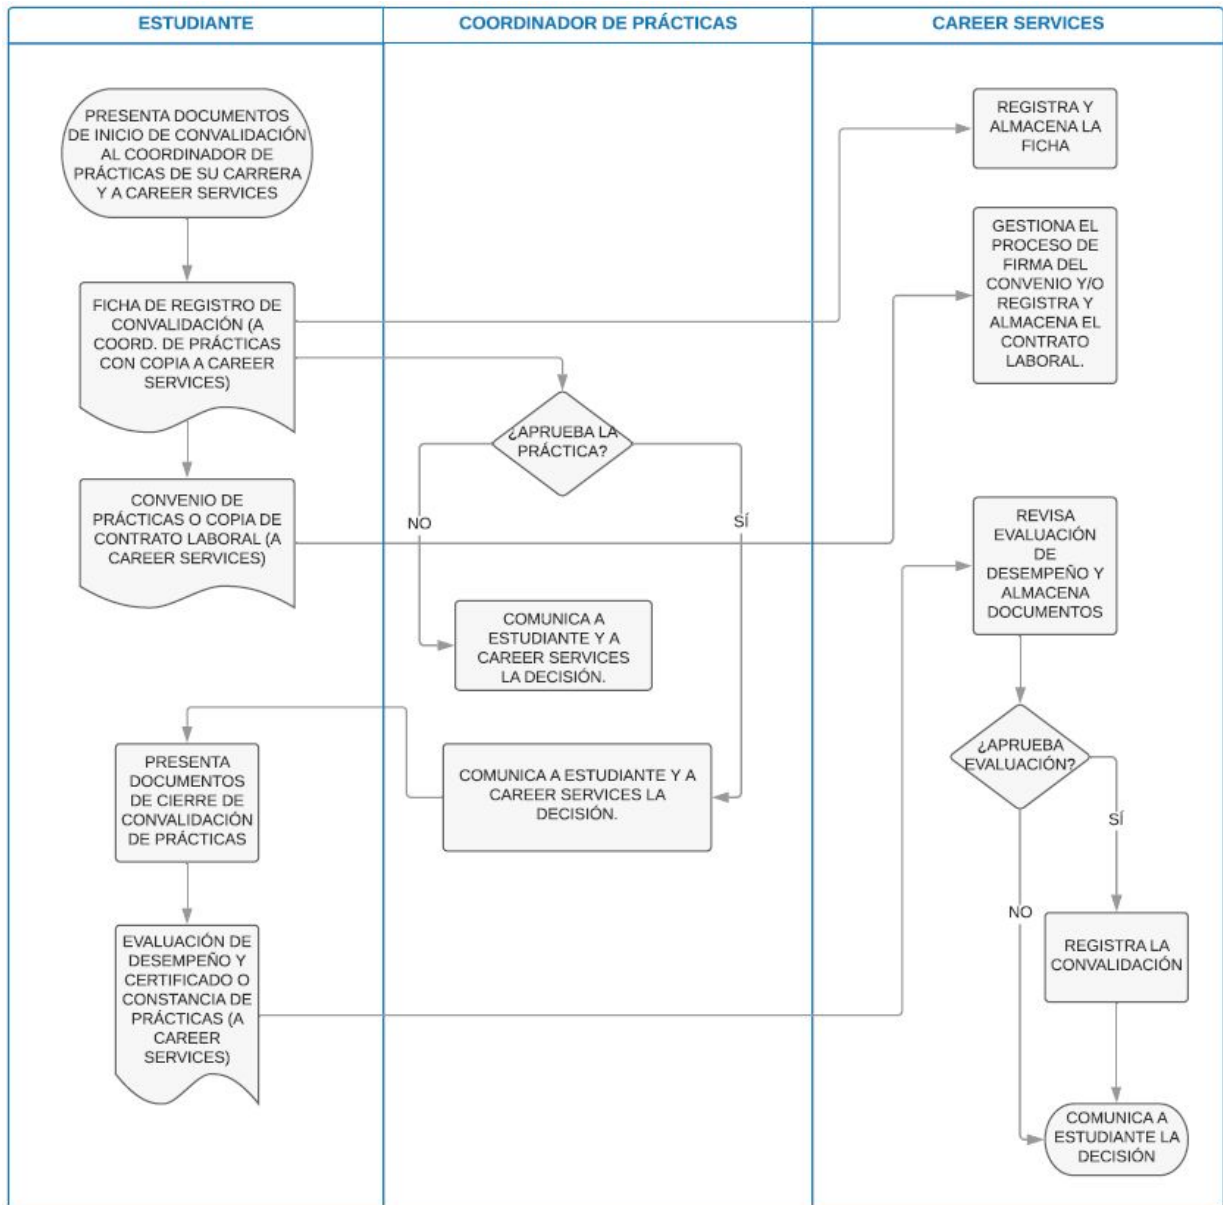 ESTUDIANTE
COORDINADOR DE PRÁCTICAS
CAREER SERVICES
PRESENTA DOCUMENTOS
DE INICIO DE CONVALIDACIÓN
AL COORDINADOR DE
PRÁCTICAS DE SU CARRERA
Y A CAREER SERVICES
REGISTRA Y
ALMACENA LA
FICHA
GESTIONA EL
PROCESO DE
FIRMA DEL
CONVENIO Y/O
REGISTRA Y
ALMACENA EL
CONTRATO
LABORAL.
FICHA DE REGISTRO DE
CONVALIDACIÓN (A
COORD. DE PRÁCTICAS
CON COPIA A CAREER
SERVICES)
¿APRUEBA LA
PRÁCTICA?
NO
SÍ
CONVENIO DE
PRÁCTICAS O COPIA DE
CONTRATO LABORAL (A
CAREER SERVICES)
REVISA
EVALUACIÓN
DE
DESEMPEÑO Y
ALMACENA
DOCUMENTOS
COMUNICA A
ESTUDIANTE Y A
CAREER SERVICES
LA DECISIÓN.
PRESENTA
DOCUMENTOS
DE CIERRE DE
CONVALIDACIÓN
DE PRÁCTICAS
COMUNICA A ESTUDIANTE Y A
CAREER SERVICES LA
DECISIÓN.
¿APRUEBA
EVALUACIÓN?
SÍ
NO
EVALUACIÓN DE
DESEMPEÑO Y
CERTIFICADO O
CONSTANCIA DE
PRÁCTICAS (A
CAREER
SERVICES)
REGISTRA LA
CONVALIDACIÓN
COMUNICA A
ESTUDIANTE LA
DECISIÓN